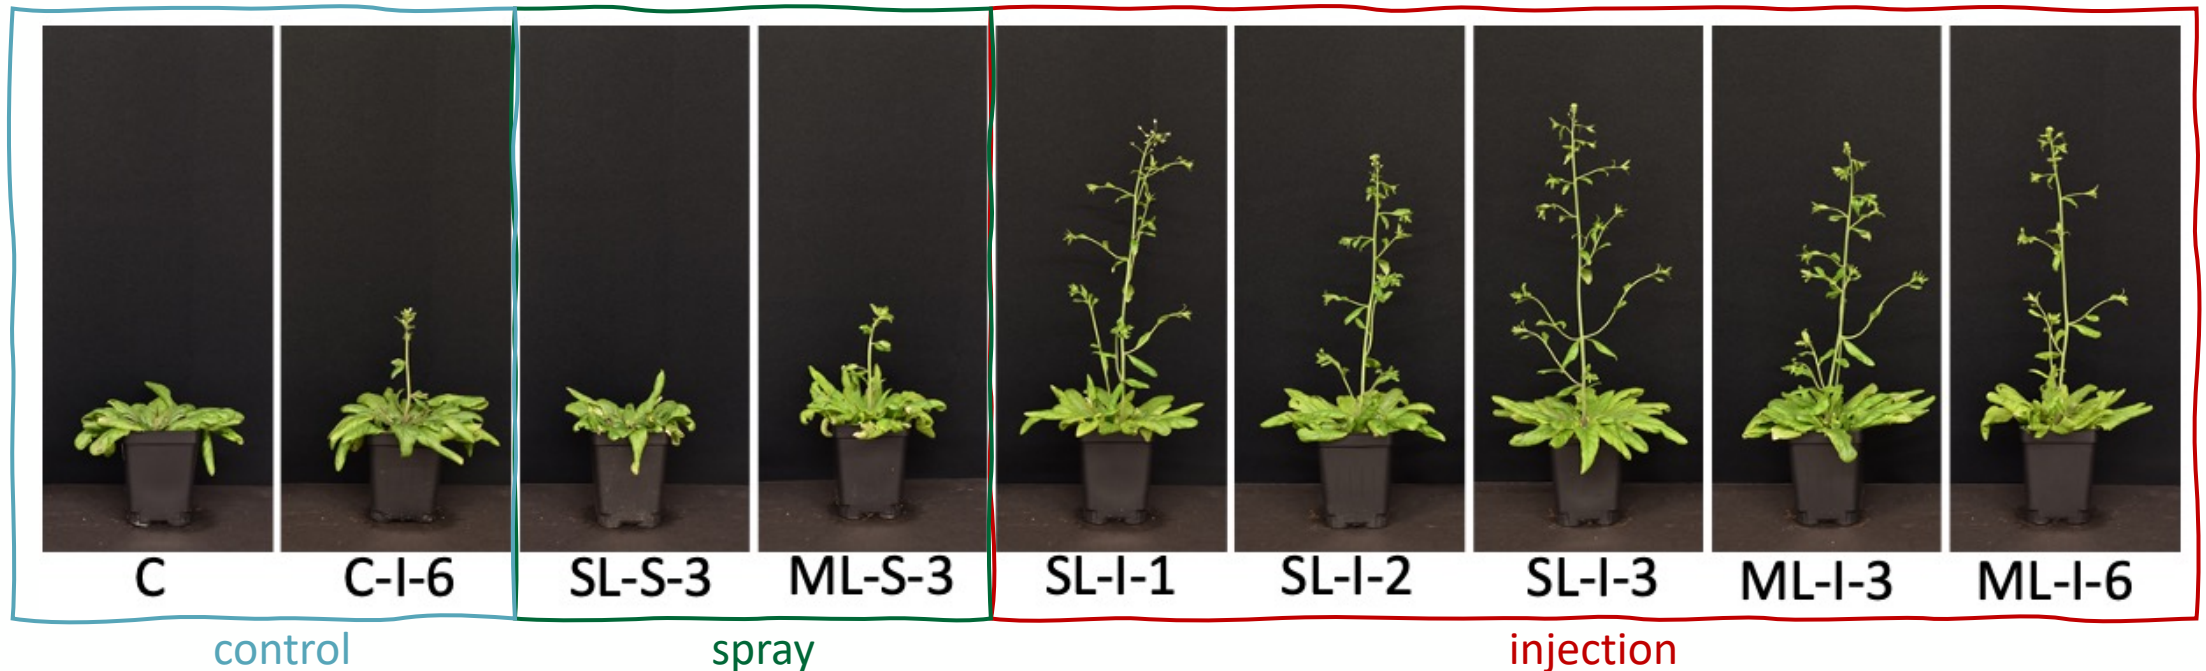 C C-I-6 SL-S-3 ML-S-3 SL-I-1 SL-I-2 SL-I-3 ML-I-3 ML-I-6
control spray injection